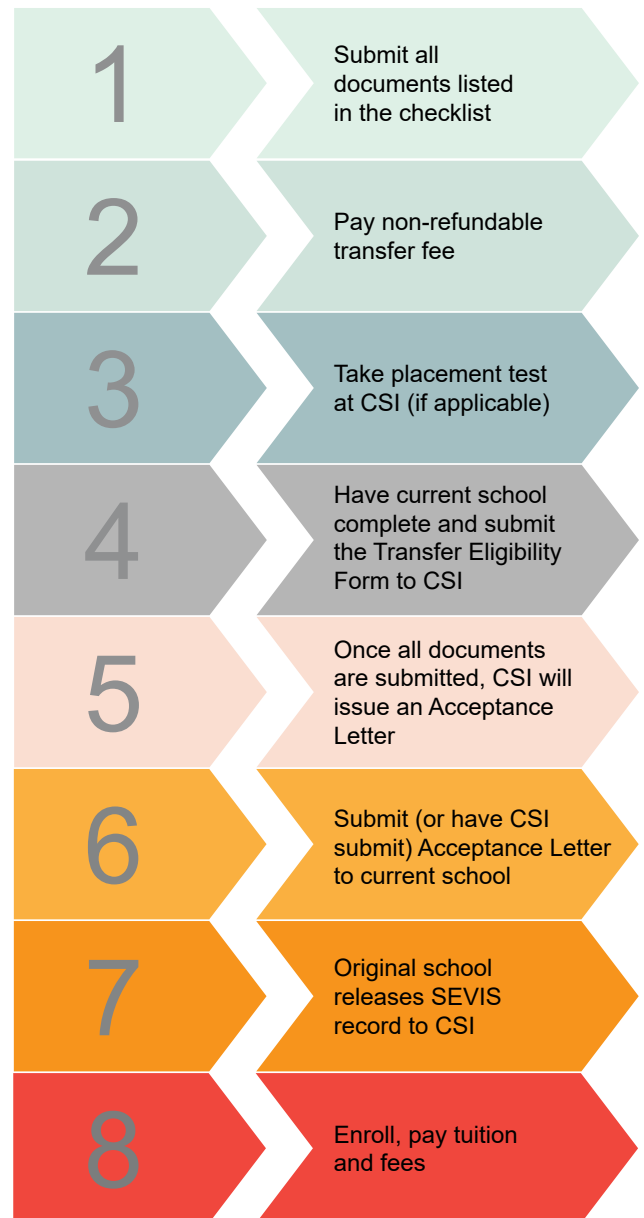 1
Submit all
documents listed
in the checklist
2
Pay non-refundable
transfer fee
3
Take placement test
at CSI (if applicable)
4
Have current school
complete and submit
the Transfer Eligibility
Form to CSI
5
Once all documents
are submitted, CSI will
issue an Acceptance
Letter
6
Submit (or have CSI
submit) Acceptance Letter
to current school
7
Original school
releases SEVIS
record to CSI
8
Enroll, pay tuition
and fees